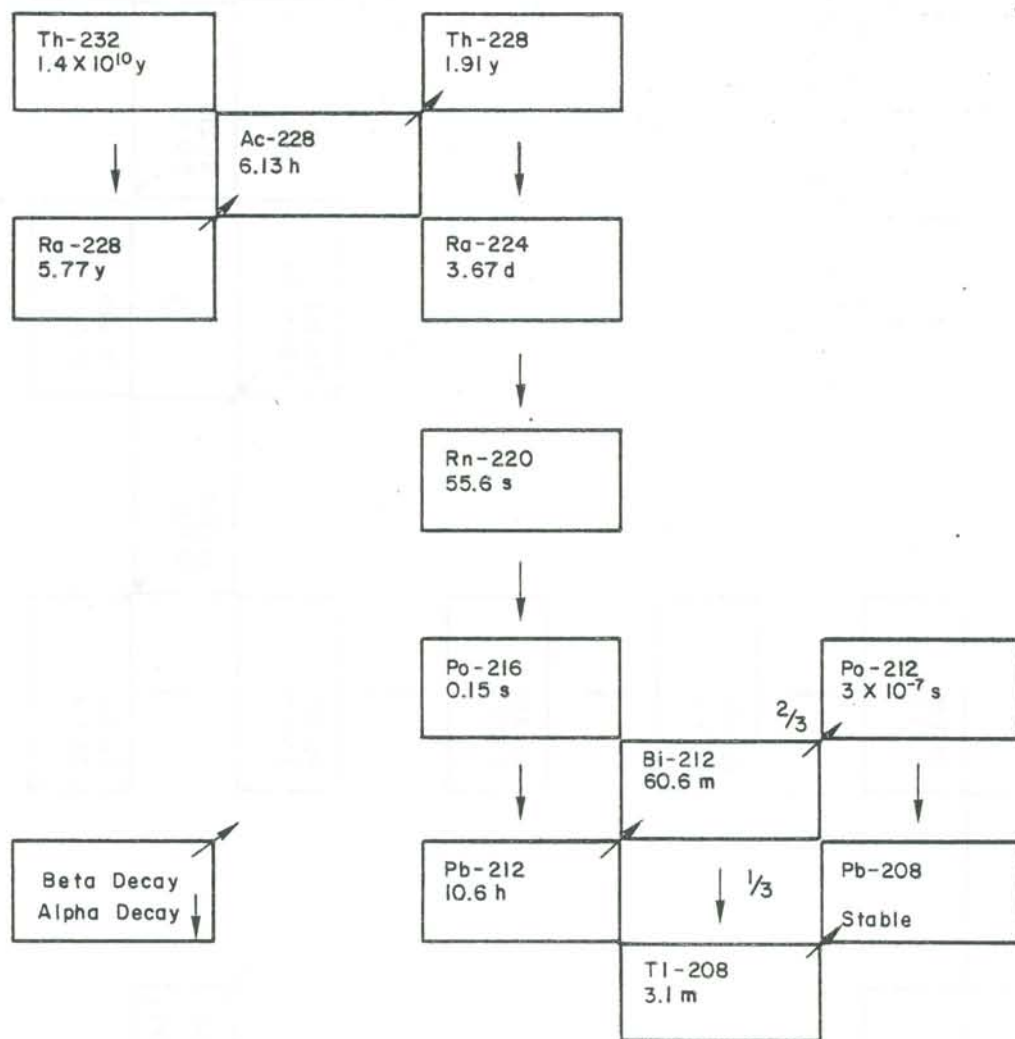 Th-232
1.4 X 10¹⁰ y
Th-228
1.91 y
Ac-228
6.13 h
Ra-228
5.77 y
Ra-224
3.67 d
Rn-220
55.6 s
Po-216
0.15 s
Po-212
3 X 10⁻⁷ s
2/3
Bi-212
60.6 m
Beta Decay
Alpha Decay
Pb-212
10.6 h
1/3
Pb-208
Stable
Tl-208
3.1 m